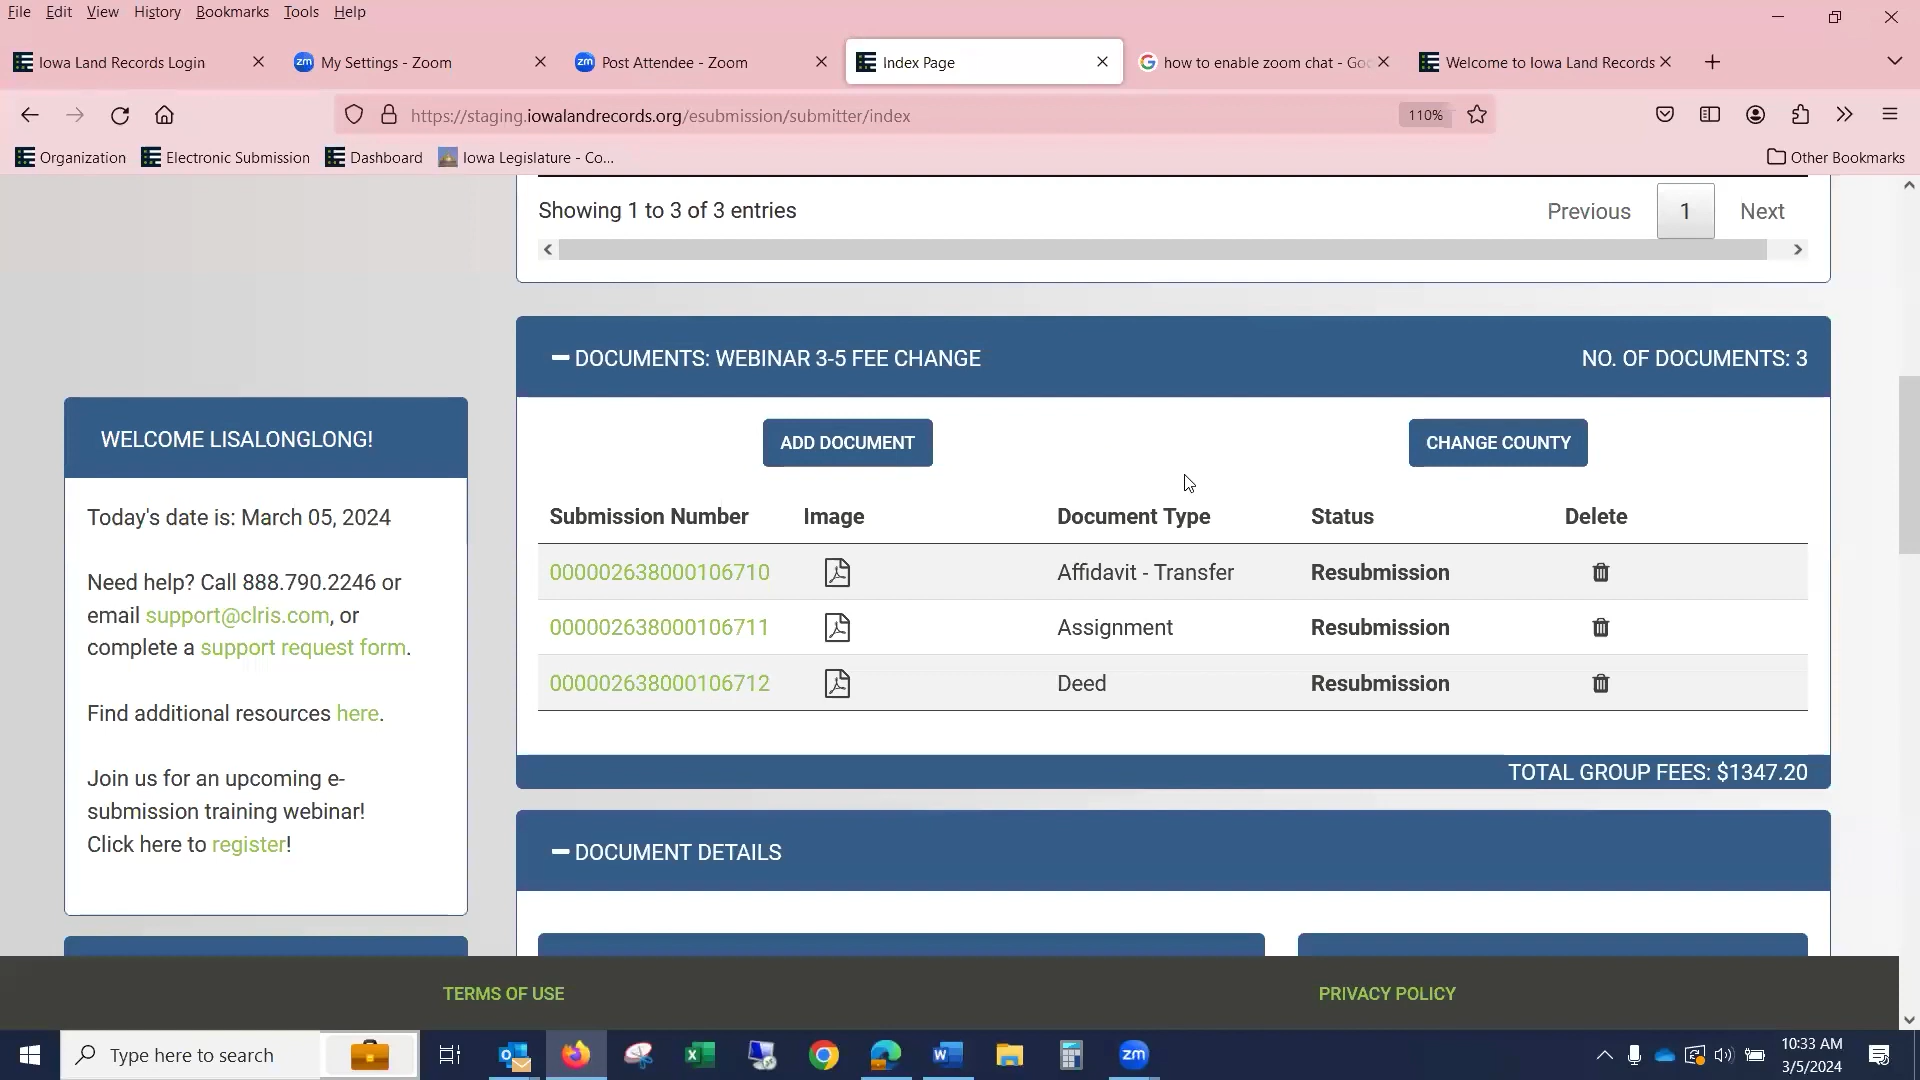 File Edit View History Bookmarks Tools Help
Iowa Land Records Login
My Settings - Zoom
Post Attendee - Zoom
Index Page
how to enable zoom chat - Goo
Welcome to Iowa Land Records
https://staging.iowalandrecords.org/esubmission/submitter/index
110%
Organization
Electronic Submission
Dashboard
Iowa Legislature - Co...
Other Bookmarks
Showing 1 to 3 of 3 entries
Previous 1 Next
DOCUMENTS: WEBINAR 3-5 FEE CHANGE NO. OF DOCUMENTS: 3
ADD DOCUMENT CHANGE COUNTY
Submission Number Image Document Type Status Delete
000002638000106710 Affidavit - Transfer Resubmission
000002638000106711 Assignment Resubmission
000002638000106712 Deed Resubmission
TOTAL GROUP FEES: $1347.20
DOCUMENT DETAILS
WELCOME LISALONGLONG!
Today's date is: March 05, 2024
Need help? Call 888.790.2246 or
email support@clris.com, or
complete a support request form.
Find additional resources here.
Join us for an upcoming e-
submission training webinar!
Click here to register!
TERMS OF USE PRIVACY POLICY
Type here to search
zm
10:33 AM
3/5/2024